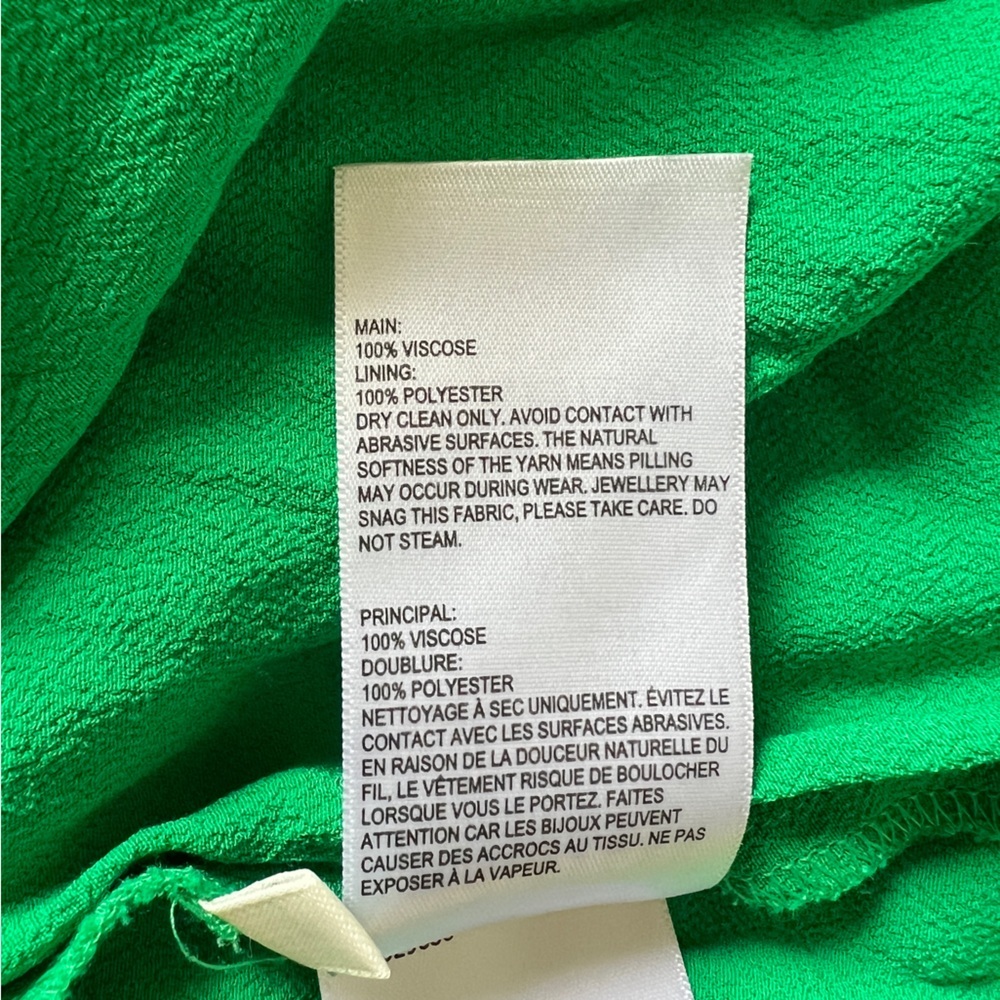 MAIN:
100% VISCOSE
LINING:
100% POLYESTER
DRY CLEAN ONLY. AVOID CONTACT WITH
ABRASIVE SURFACES. THE NATURAL
SOFTNESS OF THE YARN MEANS PILLING
MAY OCCUR DURING WEAR. JEWELLERY MAY
SNAG THIS FABRIC, PLEASE TAKE CARE. DO
NOT STEAM.
PRINCIPAL:
100% VISCOSE
DOUBLURE:
100% POLYESTER
NETTOYAGE À SEC UNIQUEMENT. ÉVITEZ LE
CONTACT AVEC LES SURFACES ABRASIVES.
EN RAISON DE LA DOUCEUR NATURELLE DU
FIL, LE VÊTEMENT RISQUE DE BOULOCHER
LORSQUE VOUS LE PORTEZ. FAITES
ATTENTION CAR LES BIJOUX PEUVENT
CAUSER DES ACCROCS AU TISSU. NE PAS
EXPOSER À LA VAPEUR.